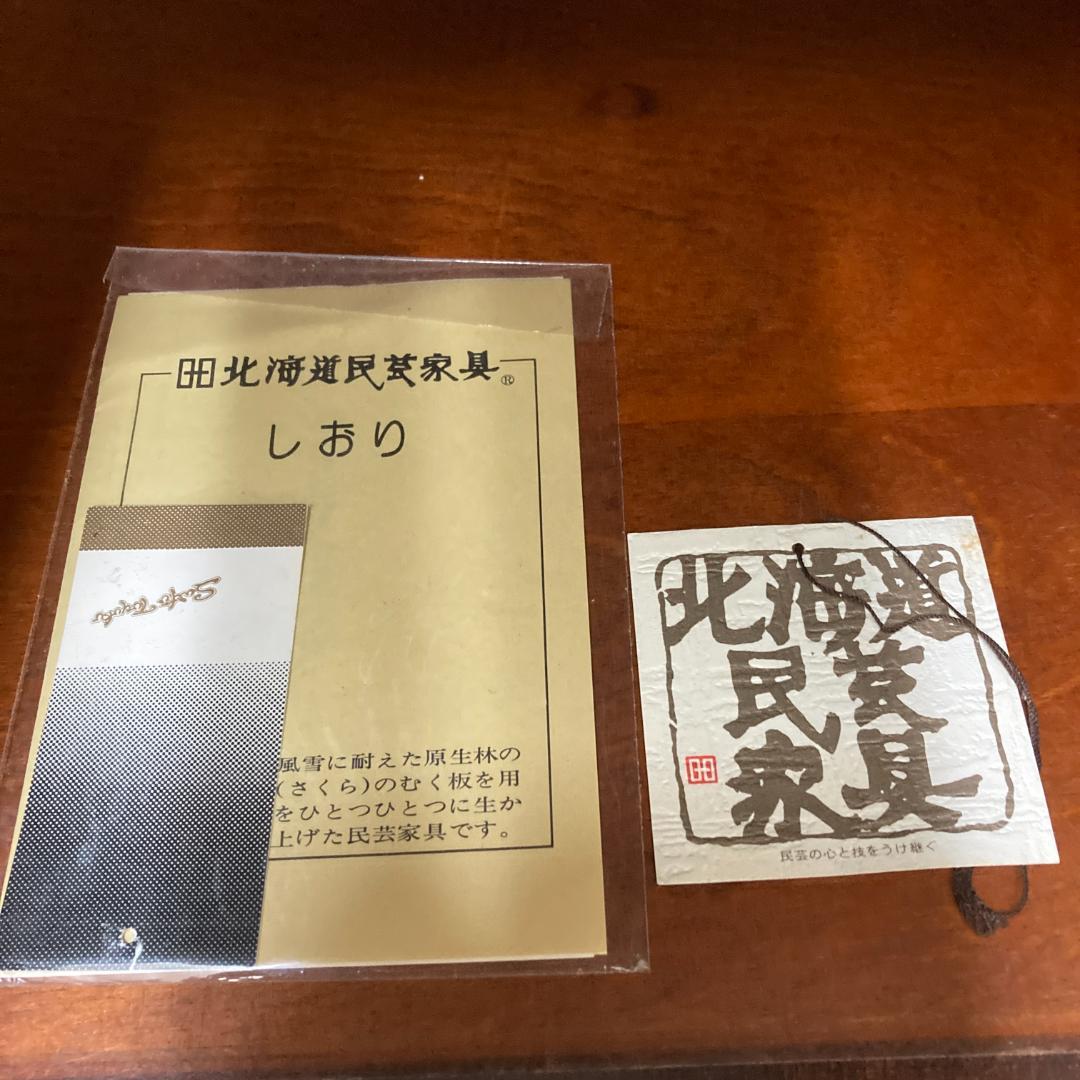 北海道民芸家具®
しおり
風雪に耐えた原生林の
(さくら)のむく板を用
をひとつひとつに生か
上げた民芸家具です。
北海道
民芸
家具
民芸の心と技をうけ継ぐ